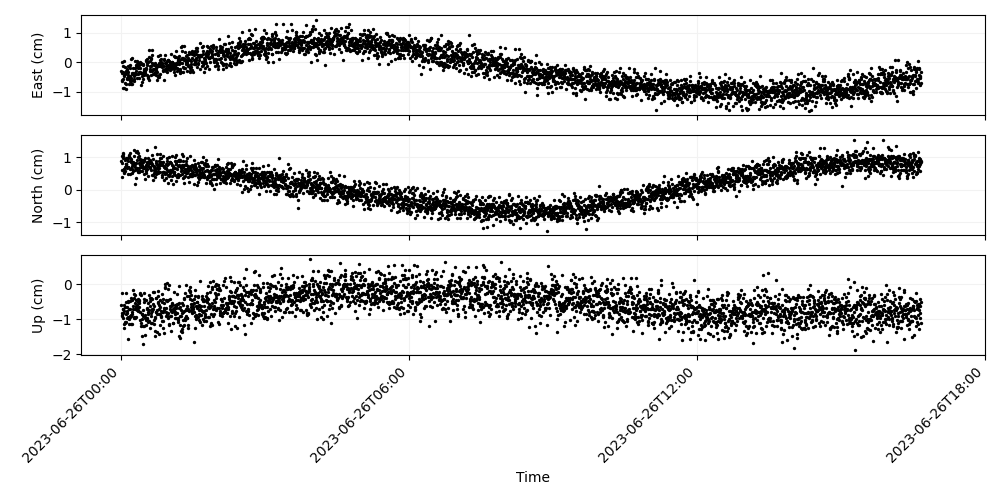 East (cm)
1
0
−1
North (cm)
1
0
−1
Up (cm)
0
−1
−2
2023-06-26T00:00
2023-06-26T06:00
2023-06-26T12:00
2023-06-26T18:00
Time